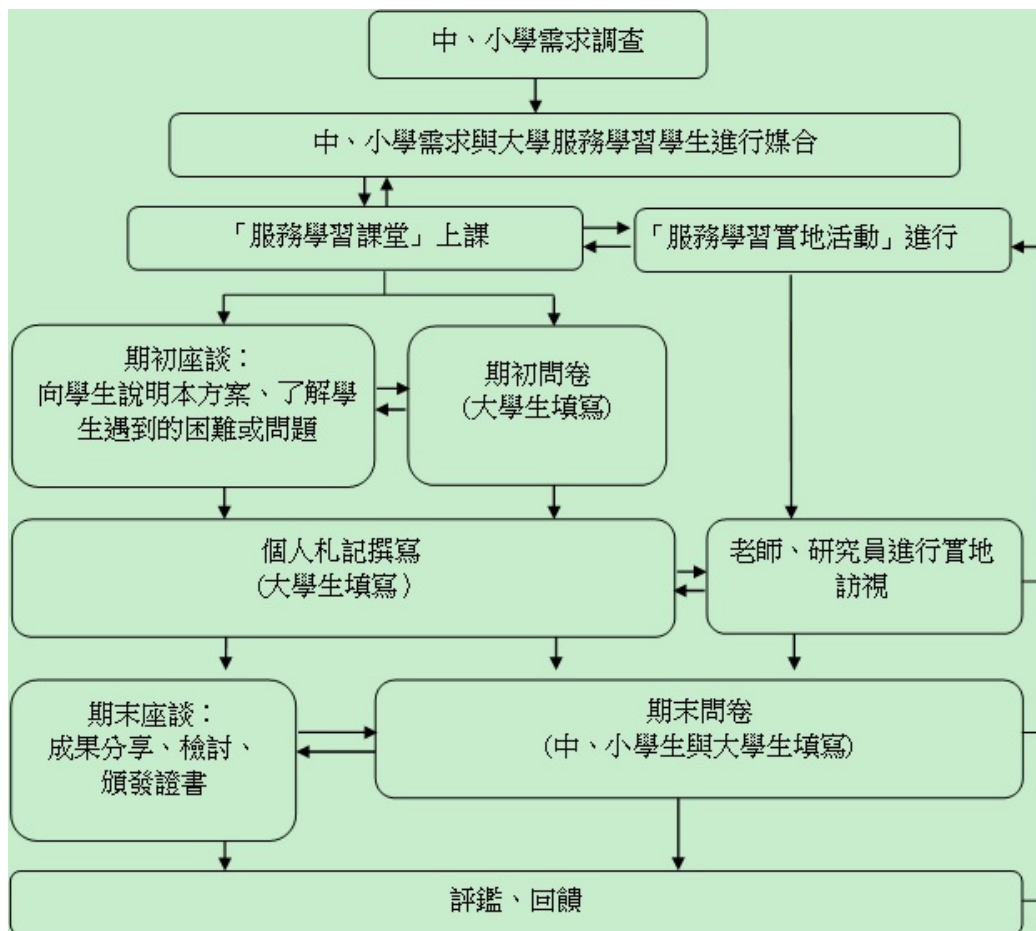 中、小學需求調查
中、小學需求與大學服務學習學生進行媒合
「服務學習課堂」上課
「服務學習實地活動」進行
期初座談：
向學生說明本方案、了解學
生遇到的困難或問題
期初問卷
(大學生填寫)
個人札記撰寫
(大學生填寫）
老師、研究員進行實地
訪視
期末座談：
成果分享、檢討、
頒發證書
期末問卷
(中、小學生與大學生填寫)
評鑑、回饋